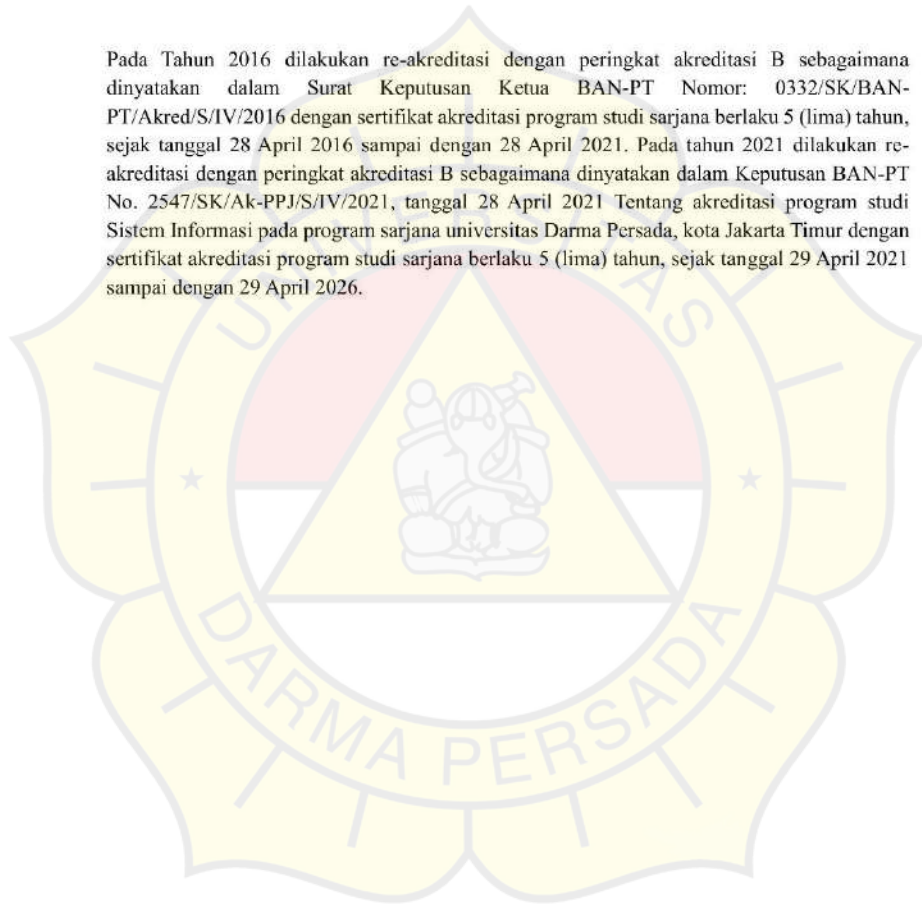 Pada Tahun 2016 dilakukan re-akreditasi dengan peringkat akreditasi B sebagaimana
dinyatakan dalam Surat Keputusan Ketua BAN-PT Nomor: 0332/SK/BAN-
PT/Akred/S/IV/2016 dengan sertifikat akreditasi program studi sarjana berlaku 5 (lima) tahun,
sejak tanggal 28 April 2016 sampai dengan 28 April 2021. Pada tahun 2021 dilakukan re-
akreditasi dengan peringkat akreditasi B sebagaimana dinyatakan dalam Keputusan BAN-PT
No. 2547/SK/Ak-PPJ/S/IV/2021, tanggal 28 April 2021 Tentang akreditasi program studi
Sistem Informasi pada program sarjana universitas Darma Persada, kota Jakarta Timur dengan
sertifikat akreditasi program studi sarjana berlaku 5 (lima) tahun, sejak tanggal 29 April 2021
sampai dengan 29 April 2026.
UNIVERSITAS
DARMA PERSADA